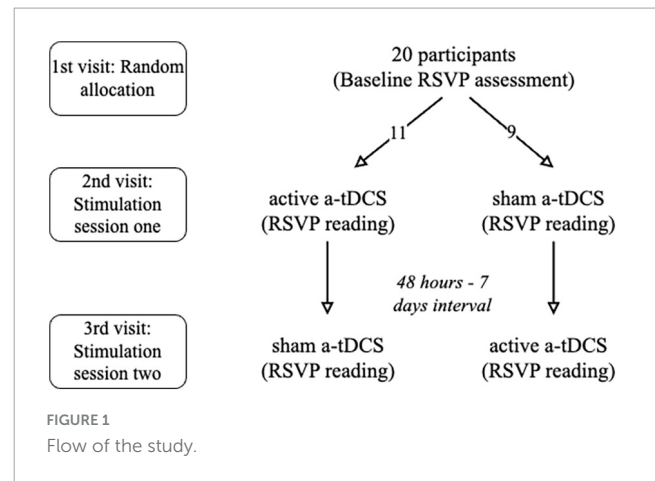 1st visit: Random
allocation
20 participants
(Baseline RSVP assessment)
11
9
2nd visit:
Stimulation
session one
active a-tDCS
(RSVP reading)
sham a-tDCS
(RSVP reading)
48 hours - 7
days interval
3rd visit:
Stimulation
session two
sham a-tDCS
(RSVP reading)
active a-tDCS
(RSVP reading)
FIGURE 1
Flow of the study.